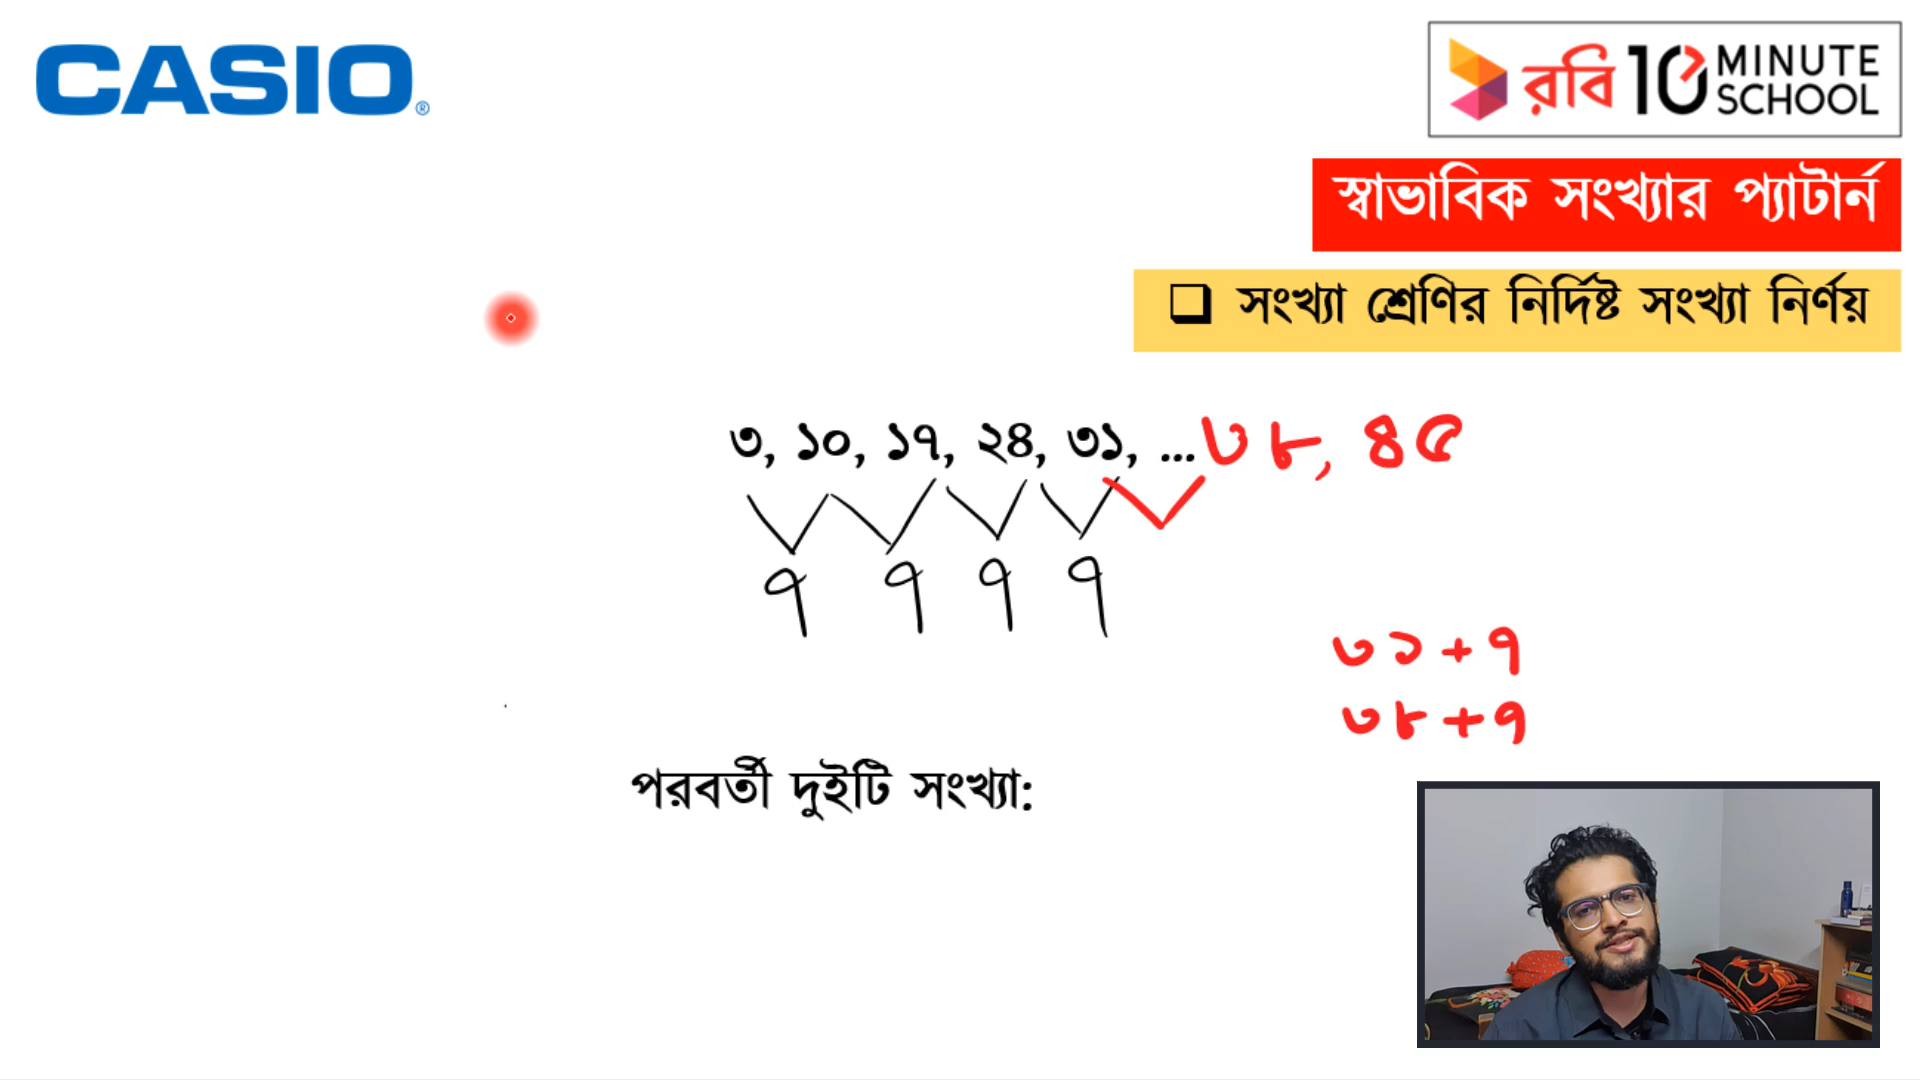 CASIO®
রবি 10 MINUTE SCHOOL
স্বাভাবিক সংখ্যার প্যাটার্ন
❑ সংখ্যা শ্রেণির নির্দিষ্ট সংখ্যা নির্ণয়
৩, ১০, ১৭, ২৪, ৩১, ... ৩৮, ৪৫
৭ ৭ ৭ ৭
৩১+৭
৩৮+৭
পরবর্তী দুইটি সংখ্যা: